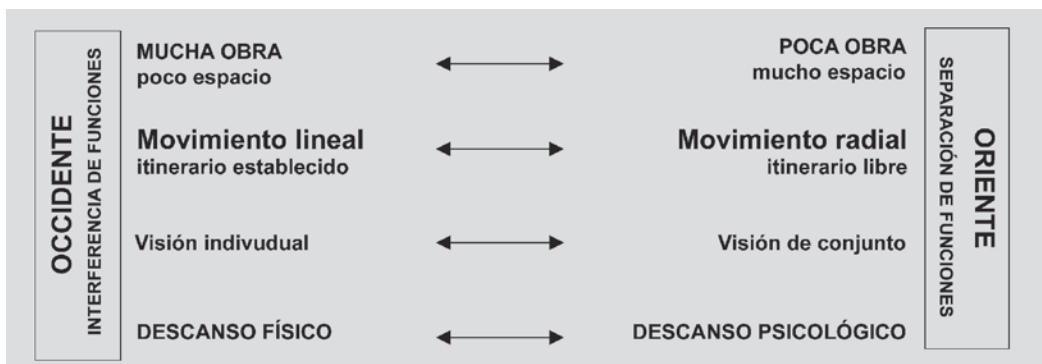 OCCIDENTE
INTERFERENCIA DE FUNCIONES
MUCHA OBRA
poco espacio
POCA OBRA
mucho espacio
Movimiento lineal
itinerario establecido
Movimiento radial
itinerario libre
Visión indivudual
Visión de conjunto
DESCANSO FÍSICO
DESCANSO PSICOLÓGICO
SEPARACIÓN DE FUNCIONES
ORIENTE